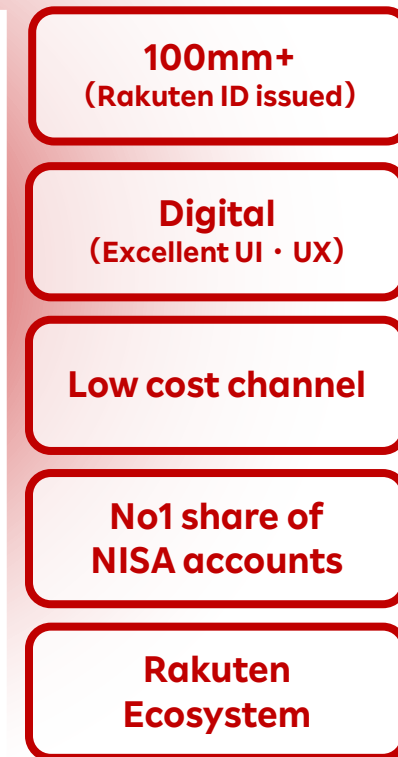 100mm+
（Rakuten ID issued）
Digital
（Excellent UI・UX）
Low cost channel
No1 share of
NISA accounts
Rakuten
Ecosystem